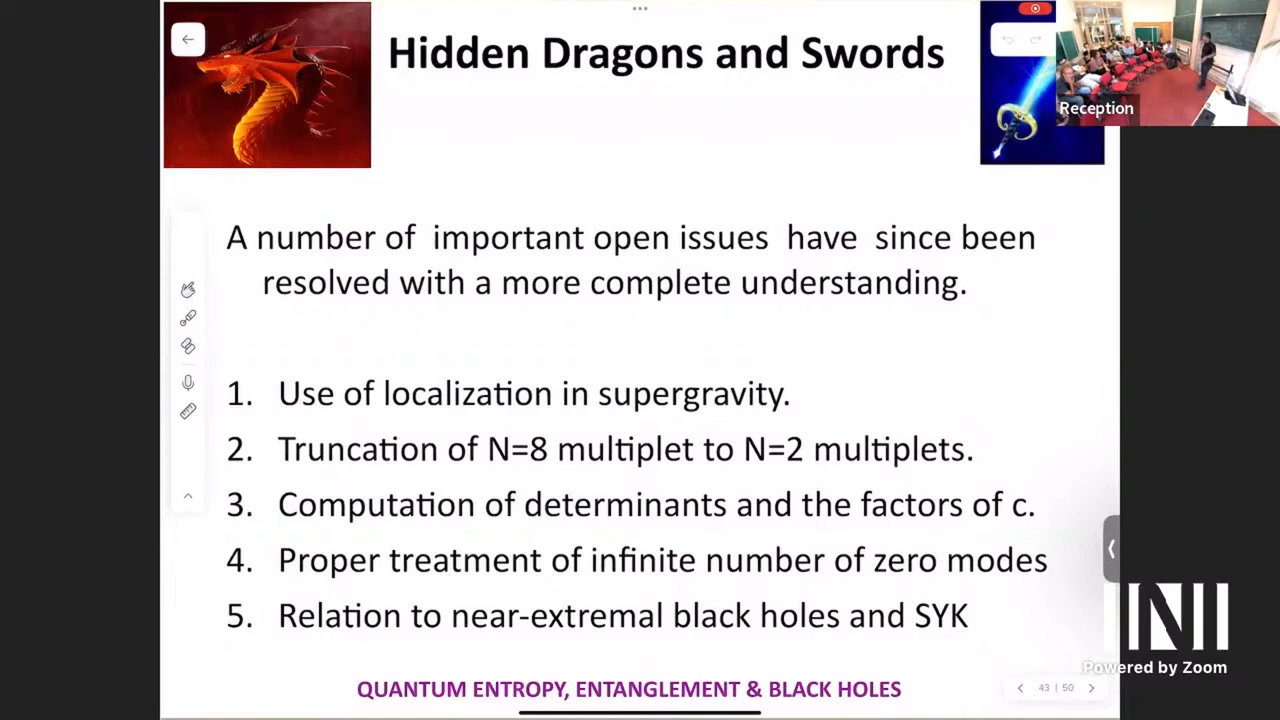 Hidden Dragons and Swords
Reception
A number of important open issues have since been
resolved with a more complete understanding.
1. Use of localization in supergravity.
2. Truncation of N=8 multiplet to N=2 multiplets.
3. Computation of determinants and the factors of c.
4. Proper treatment of infinite number of zero modes
5. Relation to near-extremal black holes and SYK
QUANTUM ENTROPY, ENTANGLEMENT & BLACK HOLES
43 | 50
INI
Powered by Zoom